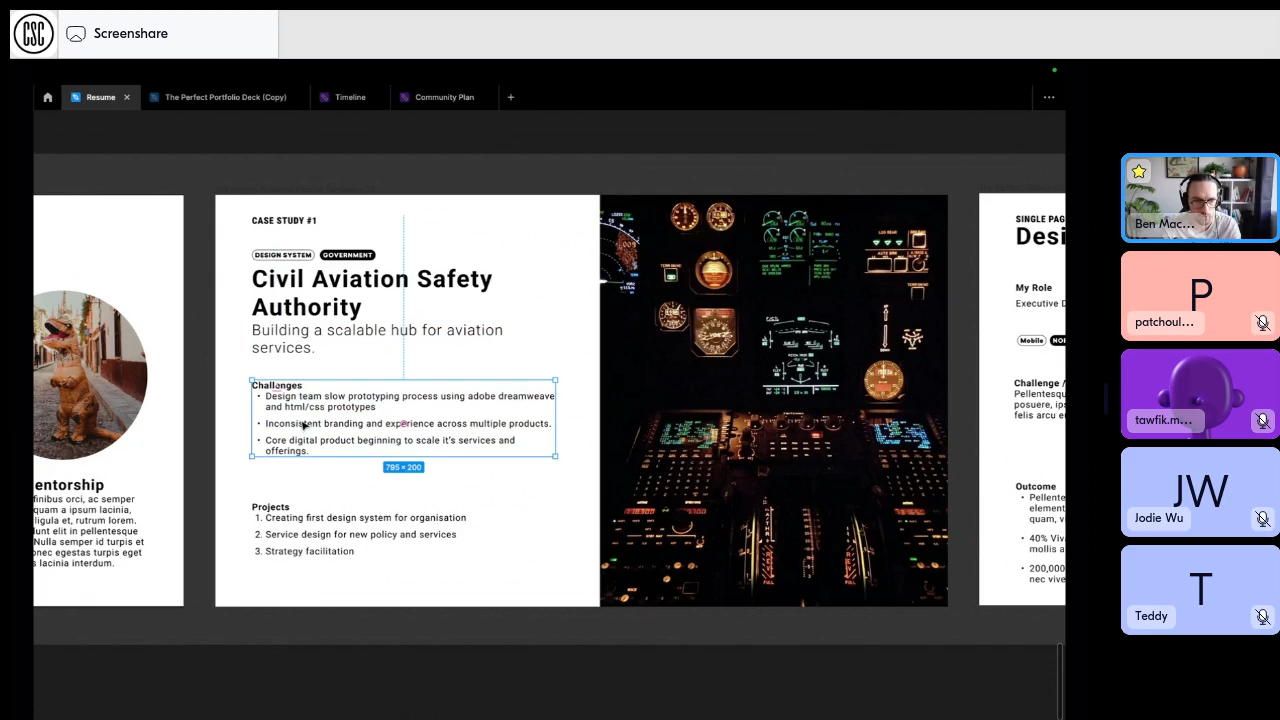 CSC
Screenshare
Resume
The Perfect Portfolio Deck (Copy)
Timeline
Community Plan
CASE STUDY #1
DESIGN SYSTEM
GOVERNMENT
Civil Aviation Safety
Authority
Building a scalable hub for aviation
services.
Challenges
• Design team slow prototyping process using adobe dreamweave
and html/css prototypes
• Inconsistent branding and experience across multiple products.
• Core digital product beginning to scale it's services and
offerings.
795 × 200
Projects
1. Creating first design system for organisation
2. Service design for new policy and services
3. Strategy facilitation
entorship
finibus orci, ac semper
quam a ipsum lacinia,
ligula et, rutrum lorem.
dunt elit in pellentesque
Nulla semper id turpis et
onec egestas turpis eget
s lacinia interdum.
SINGLE PAG
Desi
My Role
Executive D
Mobile
Challenge /
Pellentesqu
posuere, ip
felis arcu e
Outcome
• Pellente
element
quam, v
• 40% Viv
mollis a
• 200,000
nec vive
Ben Mac...
P
patchoul...
tawfik.m...
JW
Jodie Wu
T
Teddy